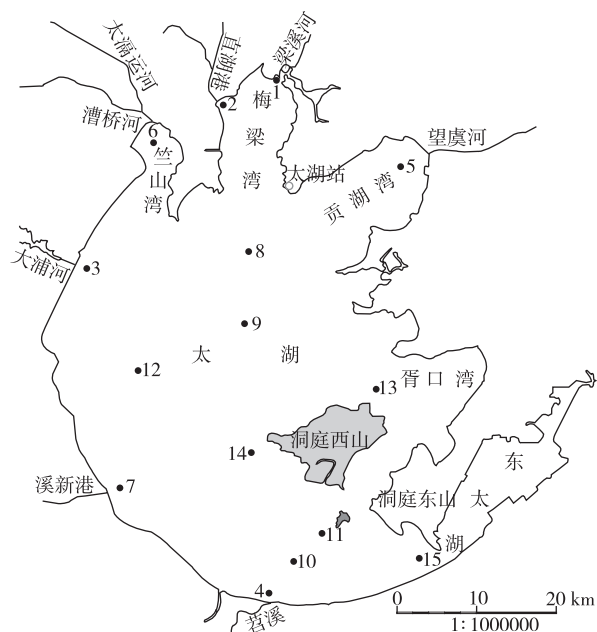 太滆运河
直湖港
梁溪河
1
2
梅梁湾
漕桥河
6
竺山湾
望虞河
太湖站
5
贡湖湾
8
大浦河
3
9
太湖
12
胥口湾
13
洞庭西山
14
东太湖
溪新港
7
洞庭东山
11
10
15
4
苕溪
0 10 20 km
1:1000000